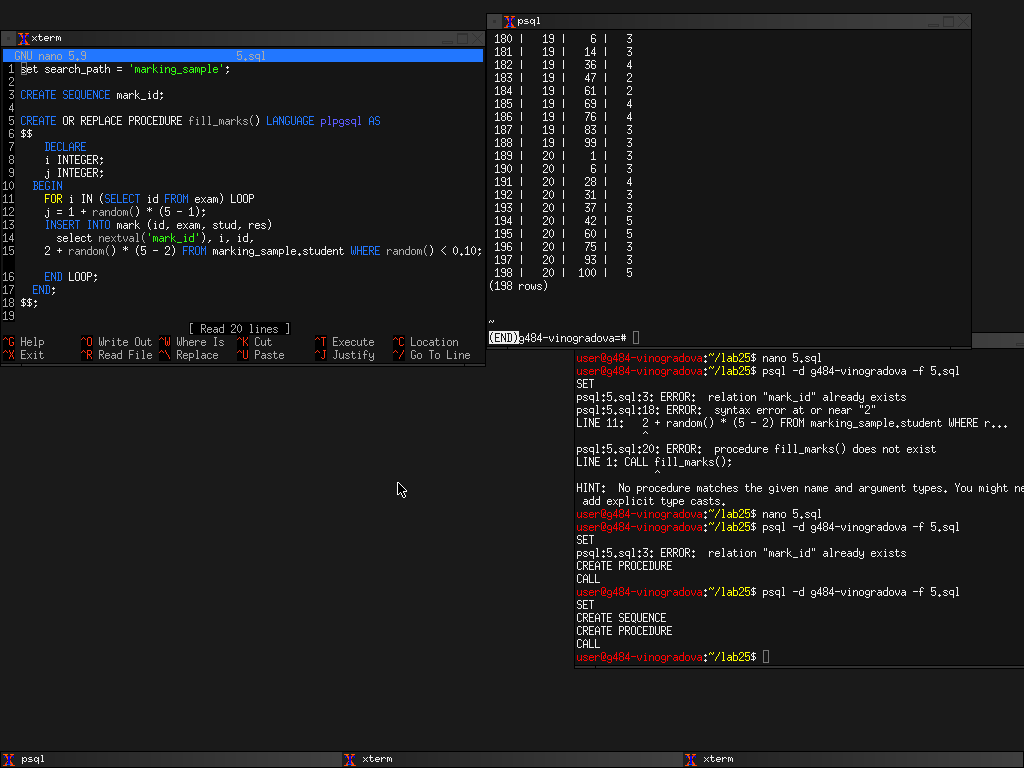 xterm
GNU nano 5.9 5.sql
1 set search_path = 'marking_sample';
2
3 CREATE SEQUENCE mark_id;
4
5 CREATE OR REPLACE PROCEDURE fill_marks() LANGUAGE plpgsql AS
6 $$
7 DECLARE
8 i INTEGER;
9 j INTEGER;
10 BEGIN
11 FOR i IN (SELECT id FROM exam) LOOP
12 j = 1 + random() * (5 - 1);
13 INSERT INTO mark (id, exam, stud, res)
14 select nextval('mark_id'), i, id,
15 2 + random() * (5 - 2) FROM marking_sample.student WHERE random() < 0.10;
16 END LOOP;
17 END;
18 $$;
19
[ Read 20 lines ]
^G Help ^O Write Out ^W Where Is ^K Cut ^T Execute ^C Location
^X Exit ^R Read File ^\ Replace ^U Paste ^J Justify ^/ Go To Line
psql
180 | 19 | 6 | 3
181 | 19 | 14 | 3
182 | 19 | 36 | 4
183 | 19 | 47 | 2
184 | 19 | 61 | 2
185 | 19 | 69 | 4
186 | 19 | 76 | 4
187 | 19 | 83 | 3
188 | 19 | 99 | 3
189 | 20 | 1 | 3
190 | 20 | 6 | 3
191 | 20 | 28 | 4
192 | 20 | 31 | 3
193 | 20 | 37 | 3
194 | 20 | 42 | 5
195 | 20 | 60 | 5
196 | 20 | 75 | 3
197 | 20 | 93 | 3
198 | 20 | 100 | 5
(198 rows)
~
(END)g484-vinogradova=#
user@g484-vinogradova:~/lab25$ nano 5.sql
user@g484-vinogradova:~/lab25$ psql -d g484-vinogradova -f 5.sql
SET
psql:5.sql:3: ERROR: relation "mark_id" already exists
psql:5.sql:18: ERROR: syntax error at or near "2"
LINE 11: 2 + random() * (5 - 2) FROM marking_sample.student WHERE r...
^
psql:5.sql:20: ERROR: procedure fill_marks() does not exist
LINE 1: CALL fill_marks();
^
HINT: No procedure matches the given name and argument types. You might ne
add explicit type casts.
user@g484-vinogradova:~/lab25$ nano 5.sql
user@g484-vinogradova:~/lab25$ psql -d g484-vinogradova -f 5.sql
SET
psql:5.sql:3: ERROR: relation "mark_id" already exists
CREATE PROCEDURE
CALL
user@g484-vinogradova:~/lab25$ psql -d g484-vinogradova -f 5.sql
SET
CREATE SEQUENCE
CREATE PROCEDURE
CALL
user@g484-vinogradova:~/lab25$
psql xterm xterm